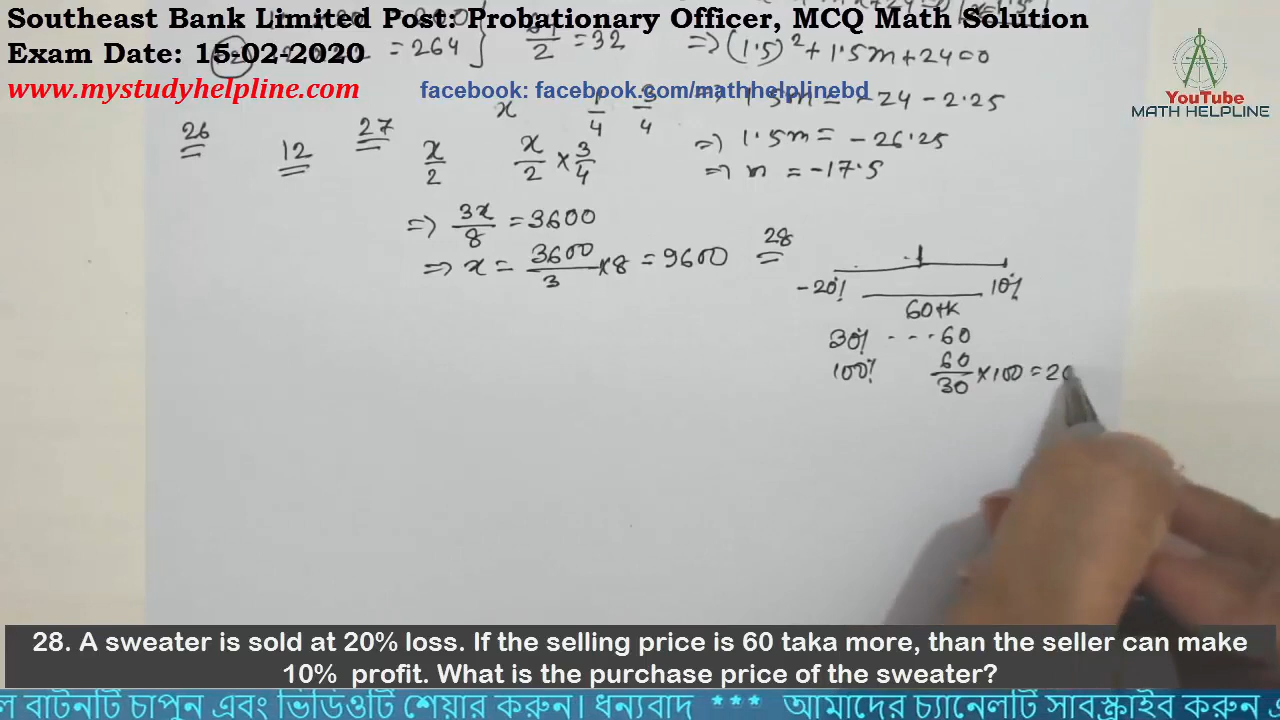 Southeast Bank Limited Post: Probationary Officer, MCQ Math Solution
Exam Date: 15-02-2020
www.mystudyhelpline.com
facebook: facebook.com/mathhelplinebd
YouTube
MATH HELPLINE
= 264 }
/2 = 32
=> (1.5)² + 1.5m + 24 = 0
=> 1.5m = -24 - 2.25
=> 1.5m = -26.25
=> m = -17.5
26
12
27
x 1/4 3/4
x/2 x/2 × 3/4
=> 3x/8 = 3600
=> x = 3600/3 × 8 = 9600
28
-20% 10%
60tk
30% - - - 60
100% 60/30 × 100 = 20
28. A sweater is sold at 20% loss. If the selling price is 60 taka more, than the seller can make
10% profit. What is the purchase price of the sweater?
ল বাটনটি চাপুন এবং ভিডিওটি শেয়ার করুন। ধন্যবাদ *** আমাদের চ্যানেলটি সাবস্ক্রাইব করুন এ